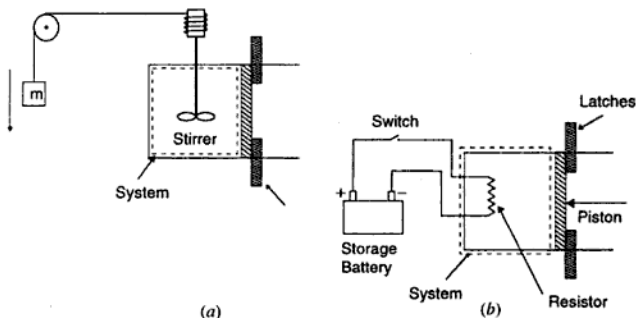 m
Stirrer
System
(a)
Latches
Switch
+ −
Storage
Battery
Piston
System
Resistor
(b)